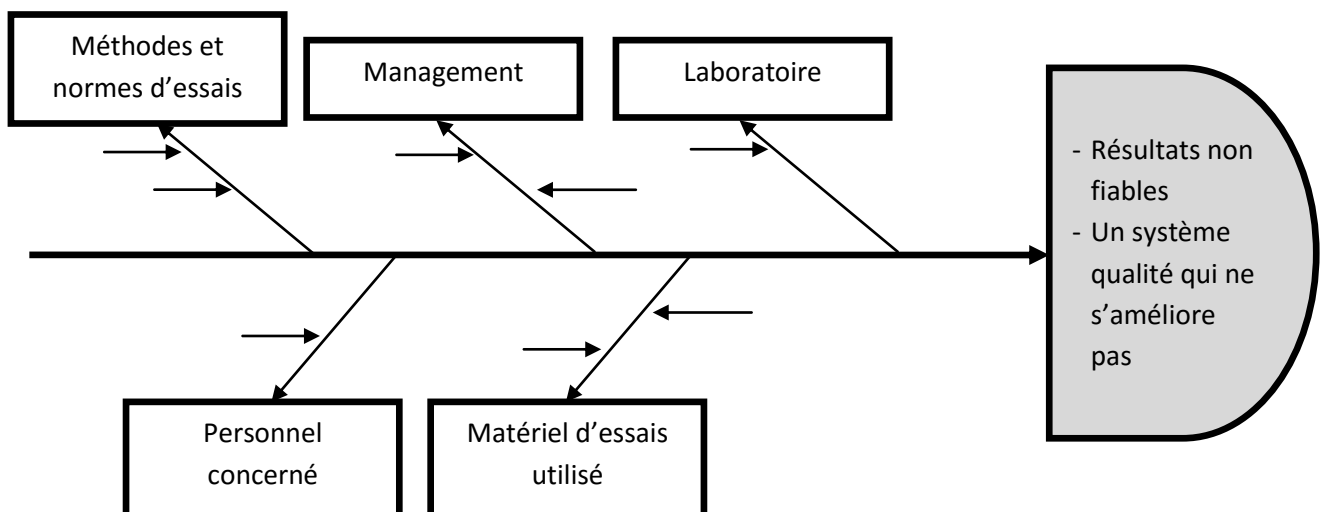 Méthodes et
normes d’essais
Management
Laboratoire
- Résultats non
fiables
- Un système
qualité qui ne
s’améliore
pas
Personnel
concerné
Matériel d’essais
utilisé